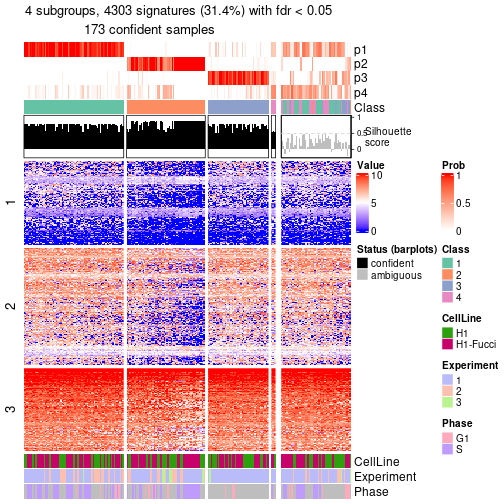 4 subgroups, 4303 signatures (31.4%) with fdr < 0.05
173 confident samples
p1
p2
p3
p4
Class
1
0.5
0
Silhouette
score
1
2
3
CellLine
Experiment
Phase
Value
10
5
0
Prob
1
0.5
0
Status (barplots)
confident
ambiguous
Class
1
2
3
4
CellLine
H1
H1-Fucci
Experiment
1
2
3
Phase
G1
S